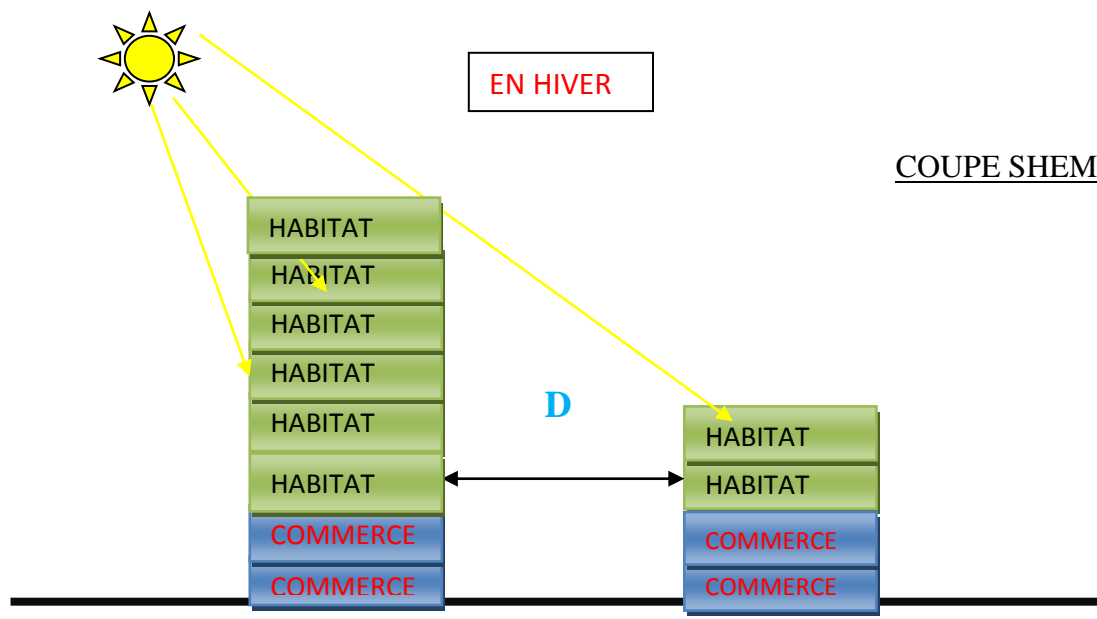 EN HIVER
COUPE SHEM
HABITAT
HABITAT
HABITAT
HABITAT
HABITAT
HABITAT
COMMERCE
COMMERCE
D
HABITAT
HABITAT
COMMERCE
COMMERCE